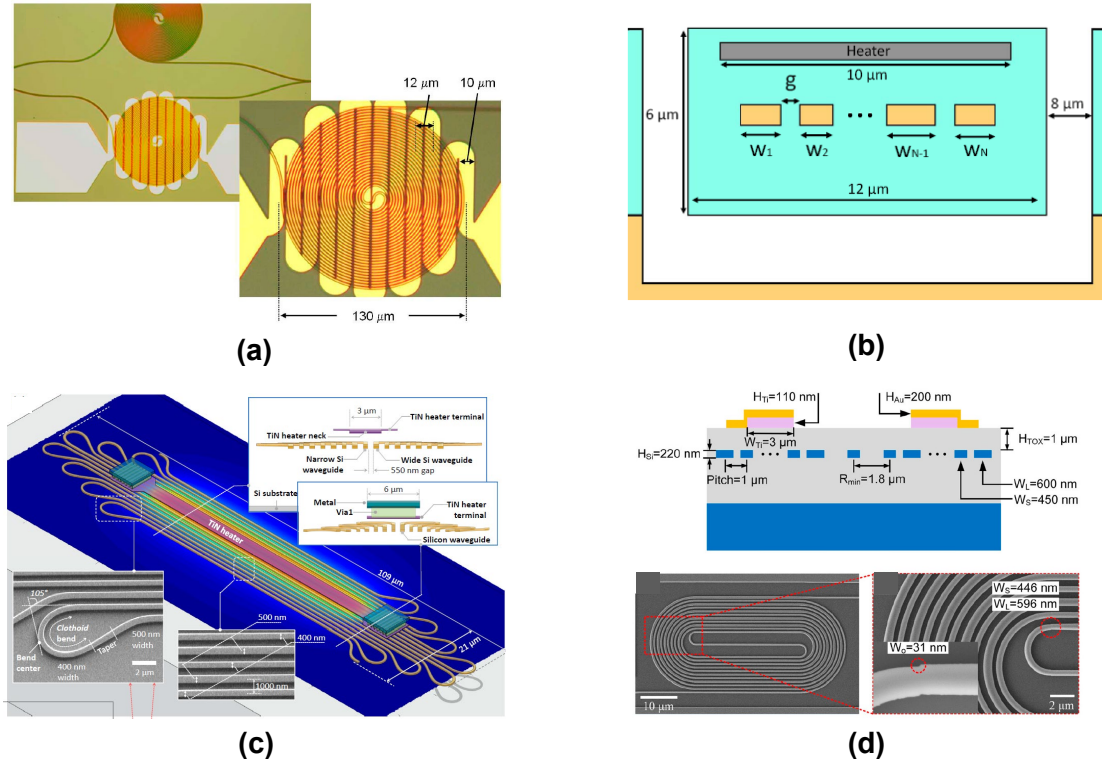 12 μm
10 μm
130 μm
(a)
Heater
10 μm
g
6 μm
8 μm
W1
W2
WN-1
WN
12 μm
(b)
3 μm
TiN heater terminal
TiN heater neck
Narrow Si waveguide
Wide Si waveguide
550 nm gap
Si substrate
6 μm
Metal
Via1
TiN heater terminal
Silicon waveguide
TiN heater
109 μm
21 μm
105°
Clothoid bend
Taper
Bend center
500 nm width
400 nm width
2 μm
500 nm
400 nm
1000 nm
(c)
HTi=110 nm
HAu=200 nm
WTi=3 μm
HTOX=1 μm
HSi=220 nm
Pitch=1 μm
Rmin=1.8 μm
WL=600 nm
WS=450 nm
10 μm
WS=446 nm
WL=596 nm
Wo=31 nm
2 μm
(d)